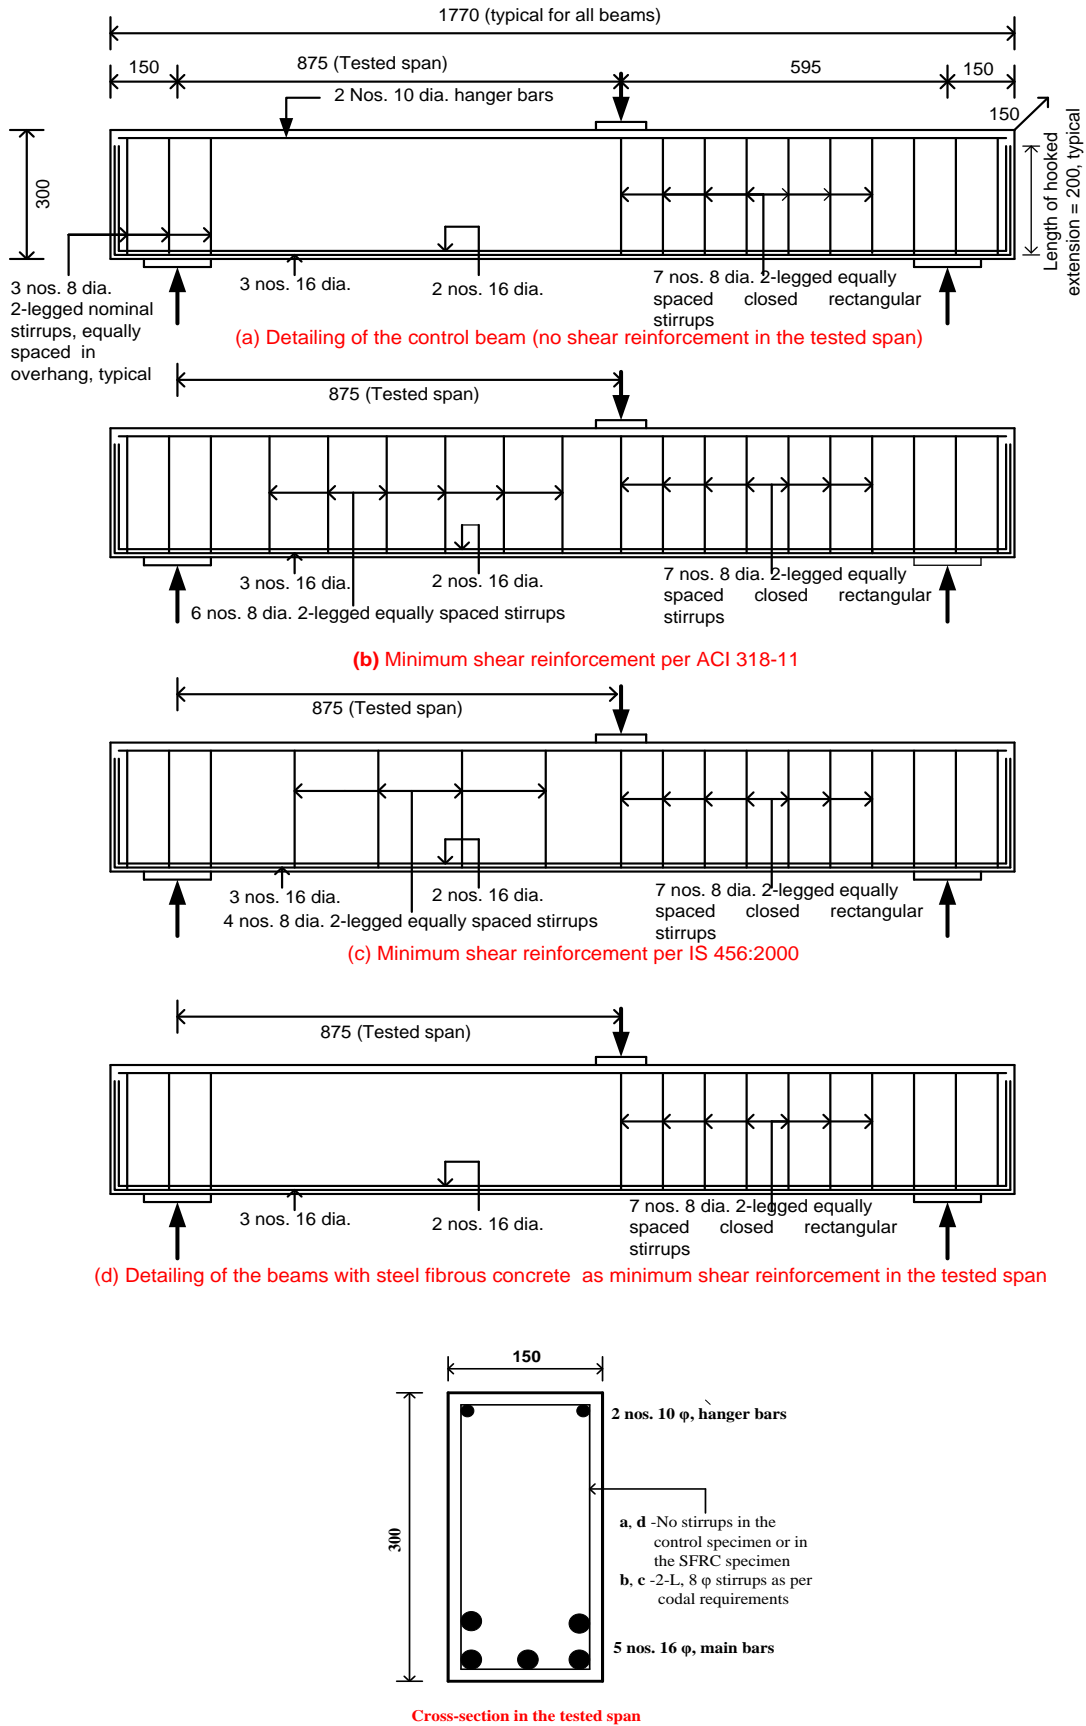 1770 (typical for all beams)
150
875 (Tested span)
595
150
2 Nos. 10 dia. hanger bars
150
300
Length of hooked
extension = 200, typical
3 nos. 8 dia.
2-legged nominal
stirrups, equally
spaced in
overhang, typical
3 nos. 16 dia.
2 nos. 16 dia.
7 nos. 8 dia. 2-legged equally
spaced closed rectangular
stirrups
(a) Detailing of the control beam (no shear reinforcement in the tested span)
875 (Tested span)
3 nos. 16 dia.
2 nos. 16 dia.
7 nos. 8 dia. 2-legged equally
spaced closed rectangular
stirrups
6 nos. 8 dia. 2-legged equally spaced stirrups
(b) Minimum shear reinforcement per ACI 318-11
875 (Tested span)
3 nos. 16 dia.
2 nos. 16 dia.
7 nos. 8 dia. 2-legged equally
spaced closed rectangular
stirrups
4 nos. 8 dia. 2-legged equally spaced stirrups
(c) Minimum shear reinforcement per IS 456:2000
875 (Tested span)
3 nos. 16 dia.
2 nos. 16 dia.
7 nos. 8 dia. 2-legged equally
spaced closed rectangular
stirrups
(d) Detailing of the beams with steel fibrous concrete as minimum shear reinforcement in the tested span
150
2 nos. 10 φ, hanger bars
300
a, d -No stirrups in the
control specimen or in
the SFRC specimen
b, c -2-L, 8 φ stirrups as per
codal requirements
5 nos. 16 φ, main bars
Cross-section in the tested span